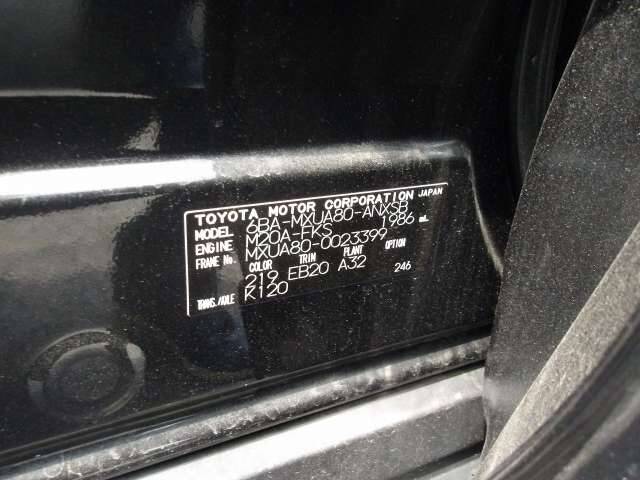 TOYOTA MOTOR CORPORATION JAPAN
MODEL 6BA-MXUA80-ANXSB
ENGINE M20A-FKS 1986 mL
FRAME No. MXUA80-0023399
COLOR TRIM PLANT
219 EB20 A32 246
TRANS./AXLE K120